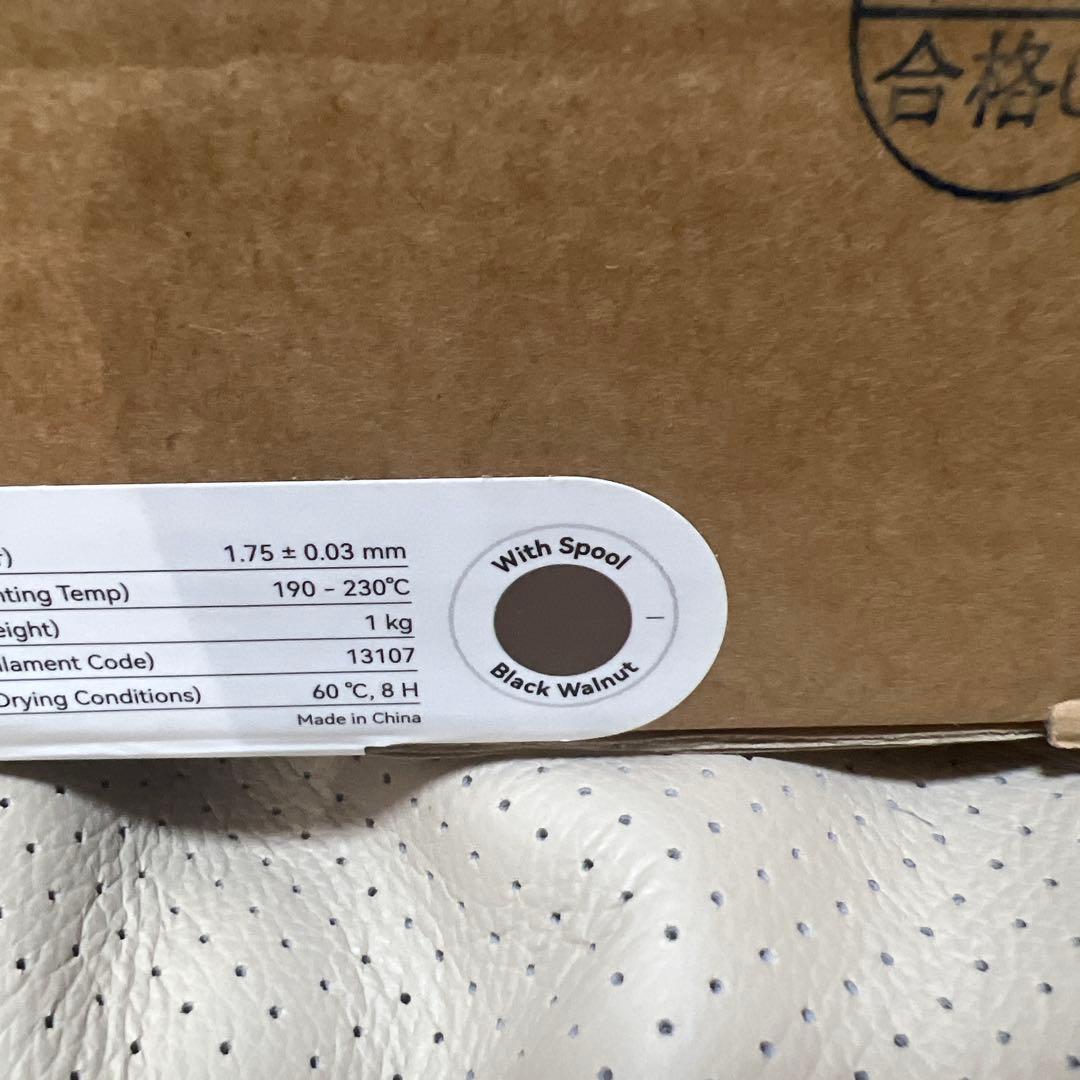 合格
r) 1.75 ± 0.03 mm
nting Temp) 190 – 230℃
eight) 1 kg
ilament Code) 13107
Drying Conditions) 60 ℃, 8 H
Made in China
With Spool
Black Walnut